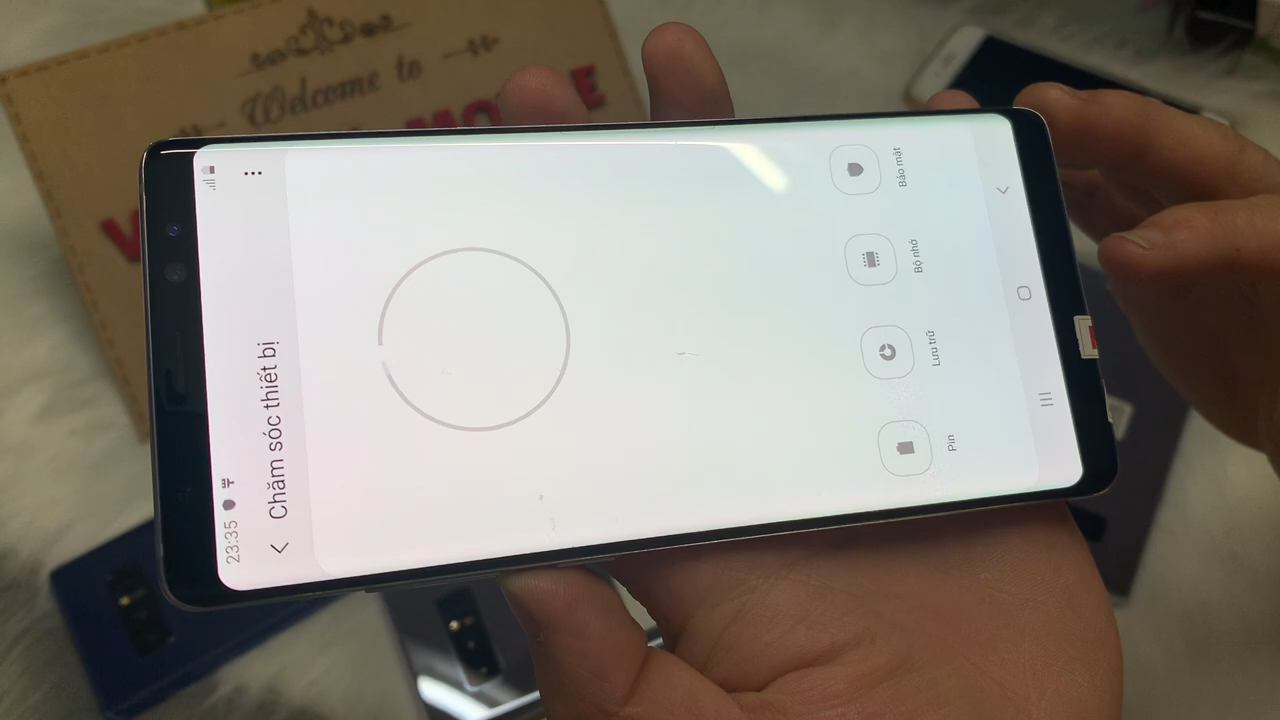 Welcome to
23:35
Chăm sóc thiết bị
Pin
Lưu trữ
Bộ nhớ
Bảo mật